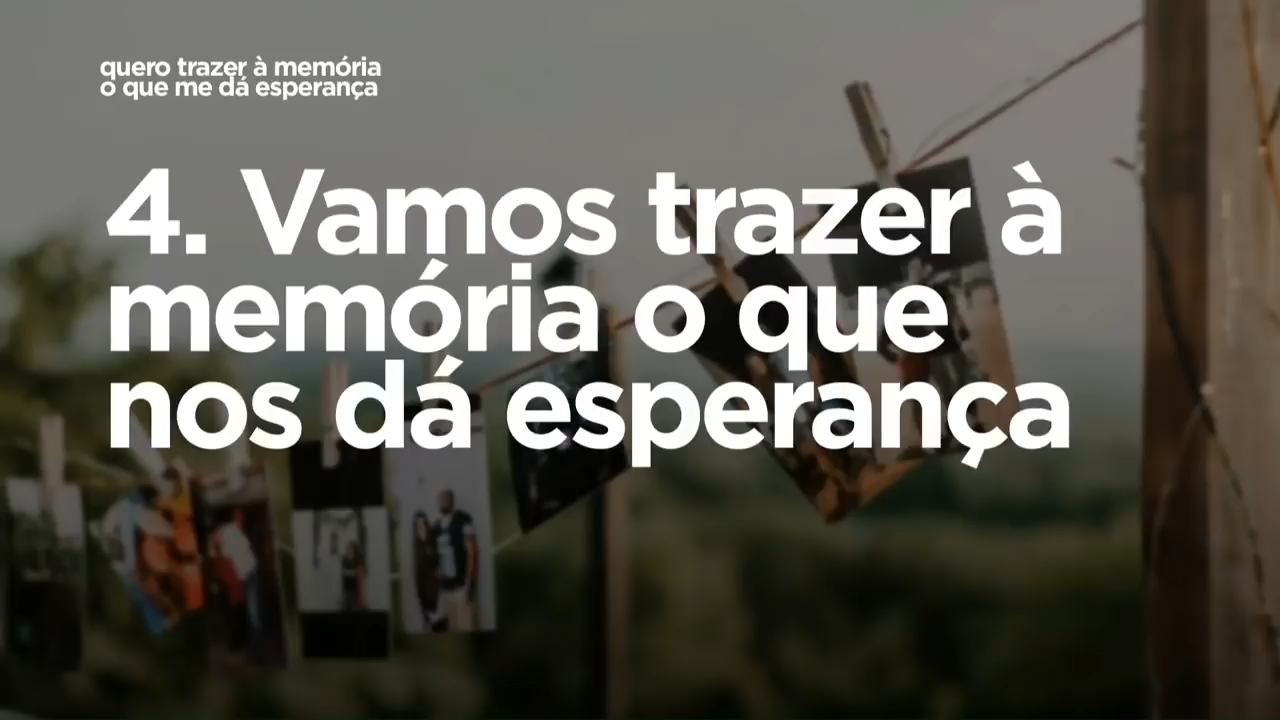 quero trazer à memória
o que me dá esperança
4. Vamos trazer à
memória o que
nos dá esperança